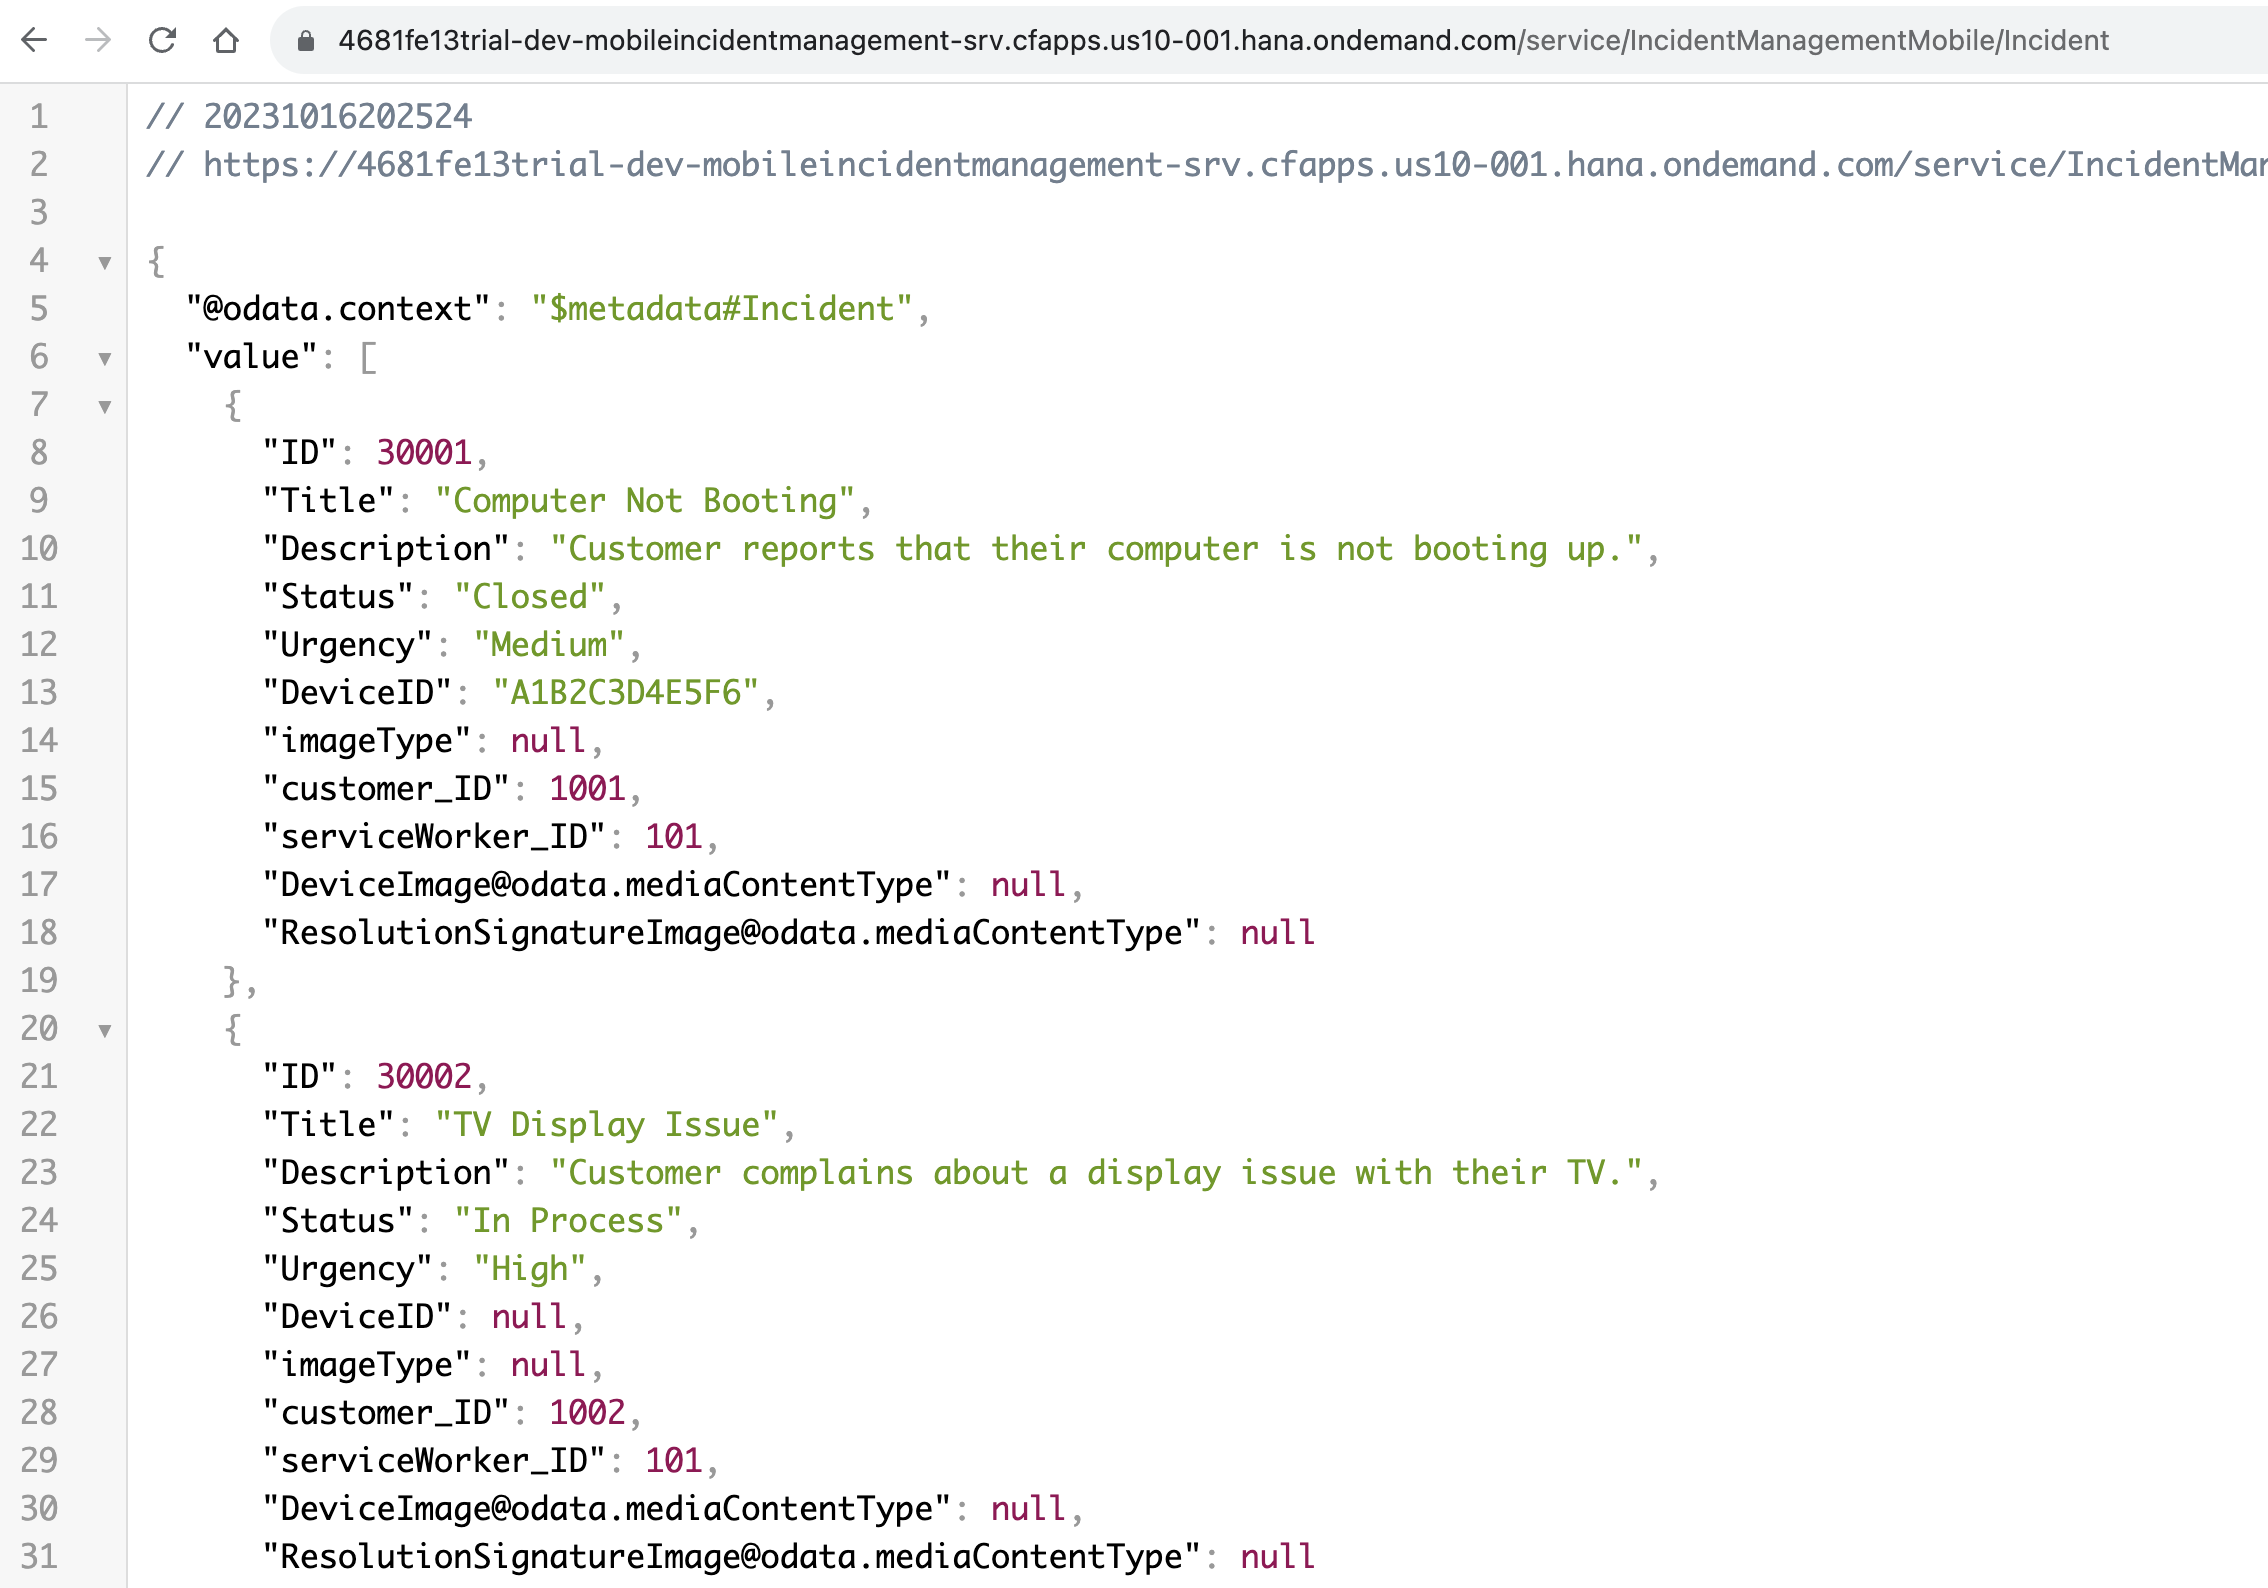 4681fe13trial-dev-mobileincidentmanagement-srv.cfapps.us10-001.hana.ondemand.com/service/IncidentManagementMobile/Incident
1 // 20231016202524
2 // https://4681fe13trial-dev-mobileincidentmanagement-srv.cfapps.us10-001.hana.ondemand.com/service/IncidentMan
3
4 {
5 "@odata.context": "$metadata#Incident",
6 "value": [
7 {
8 "ID": 30001,
9 "Title": "Computer Not Booting",
10 "Description": "Customer reports that their computer is not booting up.",
11 "Status": "Closed",
12 "Urgency": "Medium",
13 "DeviceID": "A1B2C3D4E5F6",
14 "imageType": null,
15 "customer_ID": 1001,
16 "serviceWorker_ID": 101,
17 "DeviceImage@odata.mediaContentType": null,
18 "ResolutionSignatureImage@odata.mediaContentType": null
19 },
20 {
21 "ID": 30002,
22 "Title": "TV Display Issue",
23 "Description": "Customer complains about a display issue with their TV.",
24 "Status": "In Process",
25 "Urgency": "High",
26 "DeviceID": null,
27 "imageType": null,
28 "customer_ID": 1002,
29 "serviceWorker_ID": 101,
30 "DeviceImage@odata.mediaContentType": null,
31 "ResolutionSignatureImage@odata.mediaContentType": null